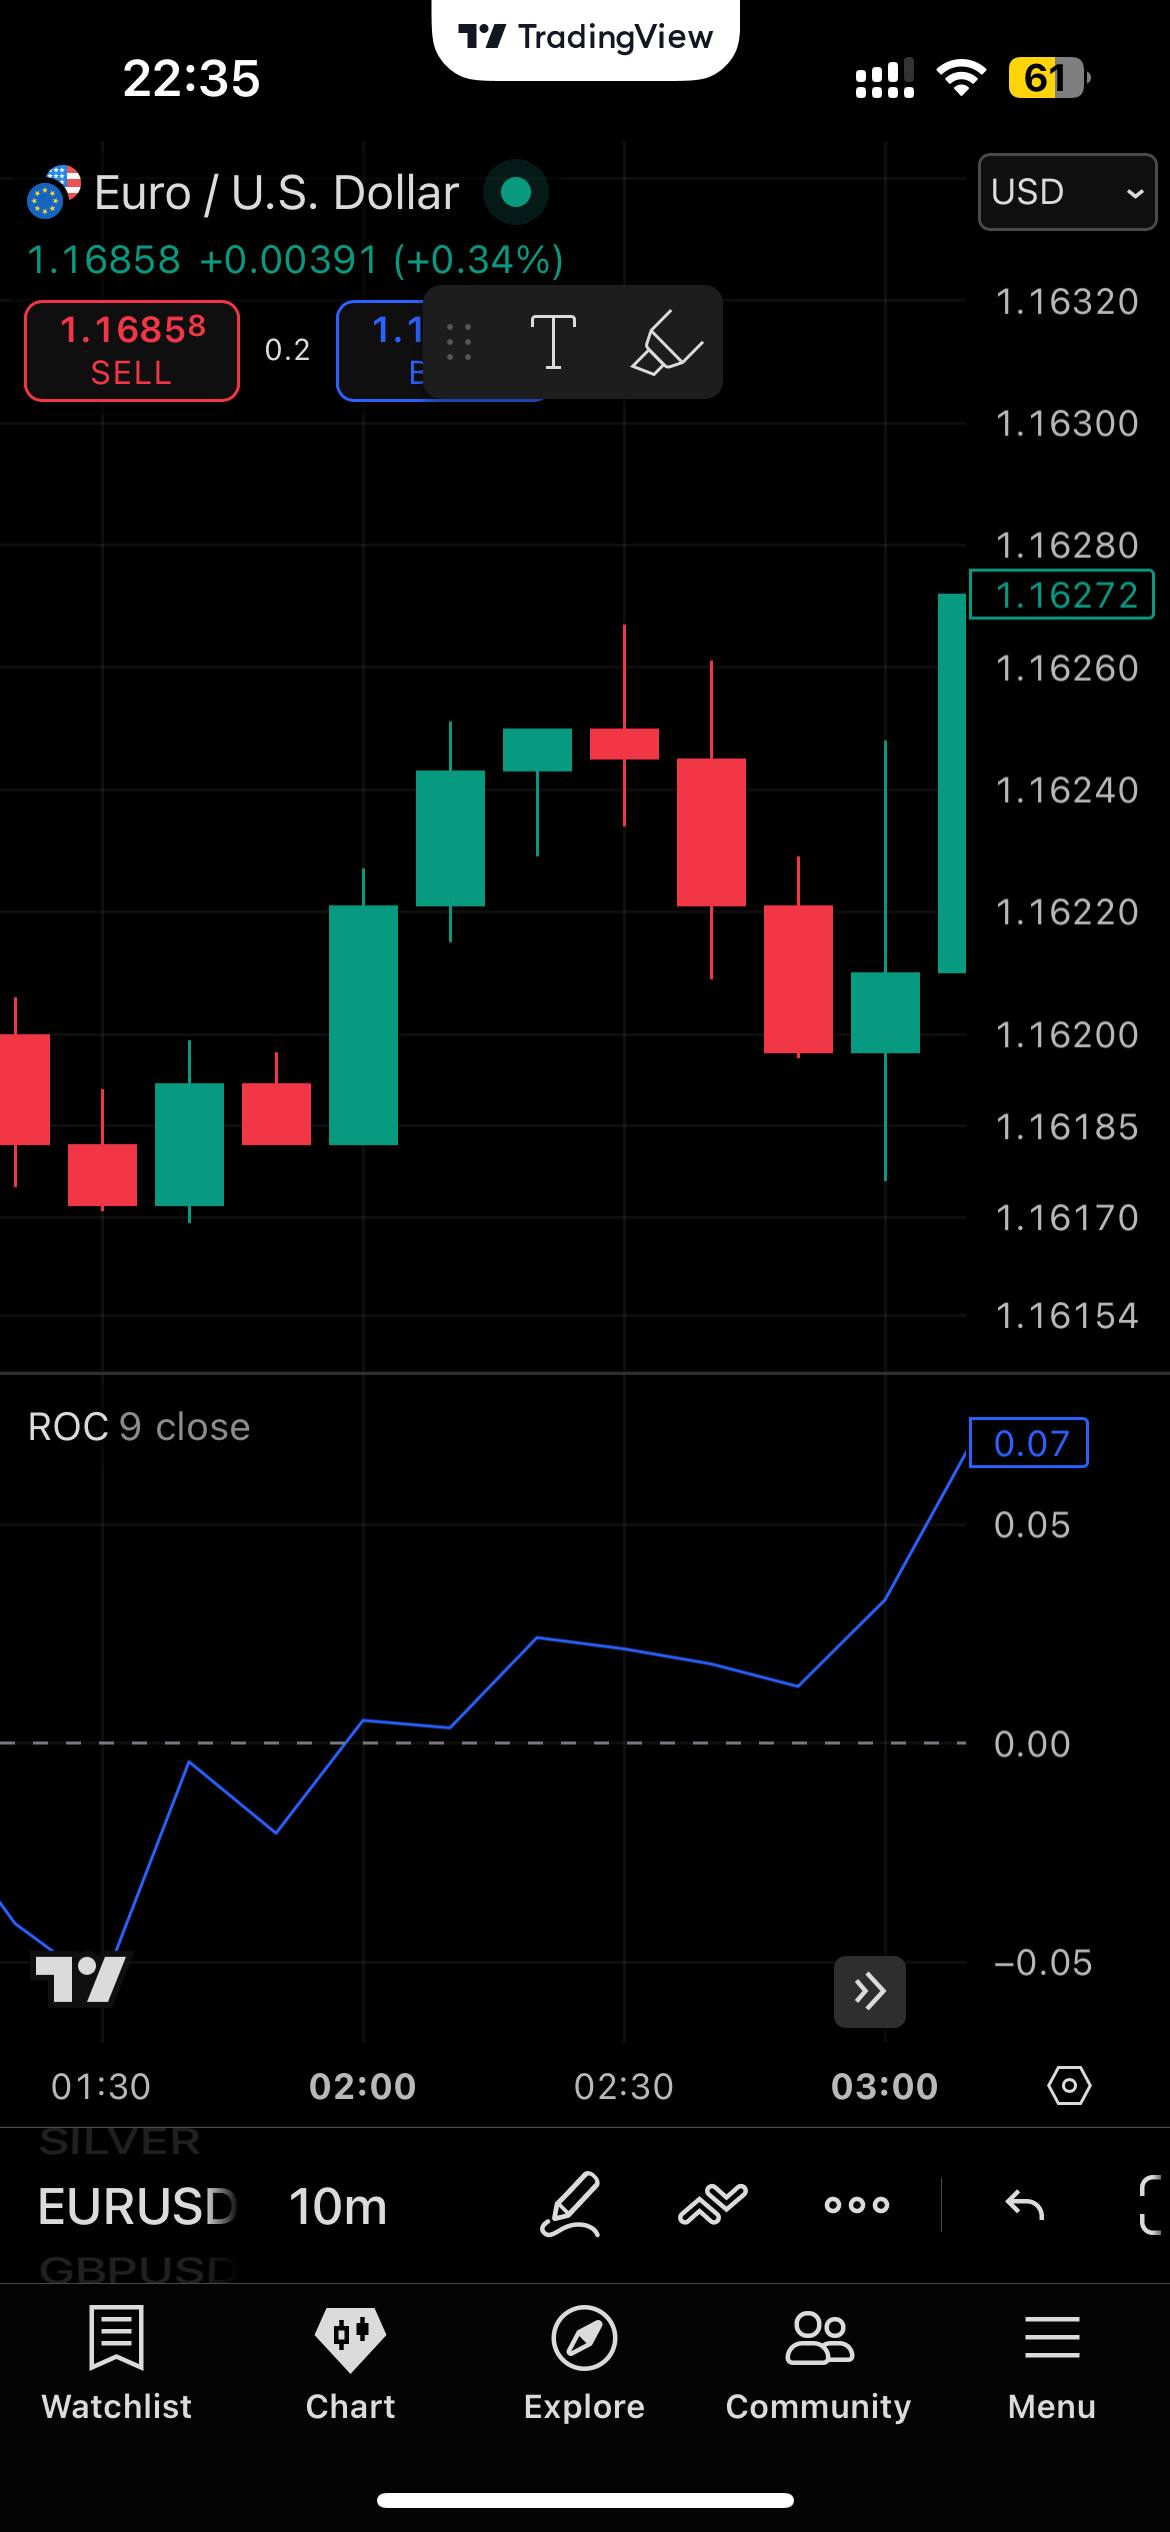 TradingView
22:35
61
Euro / U.S. Dollar
USD
1.16858 +0.00391 (+0.34%)
1.16858
SELL
0.2
1.1
T
1.16320
1.16300
1.16280
1.16272
1.16260
1.16240
1.16220
1.16200
1.16185
1.16170
1.16154
ROC 9 close
0.07
0.05
0.00
−0.05
01:30 02:00 02:30 03:00
SILVER
EURUSD 10m
GBPUSD
Watchlist Chart Explore Community Menu